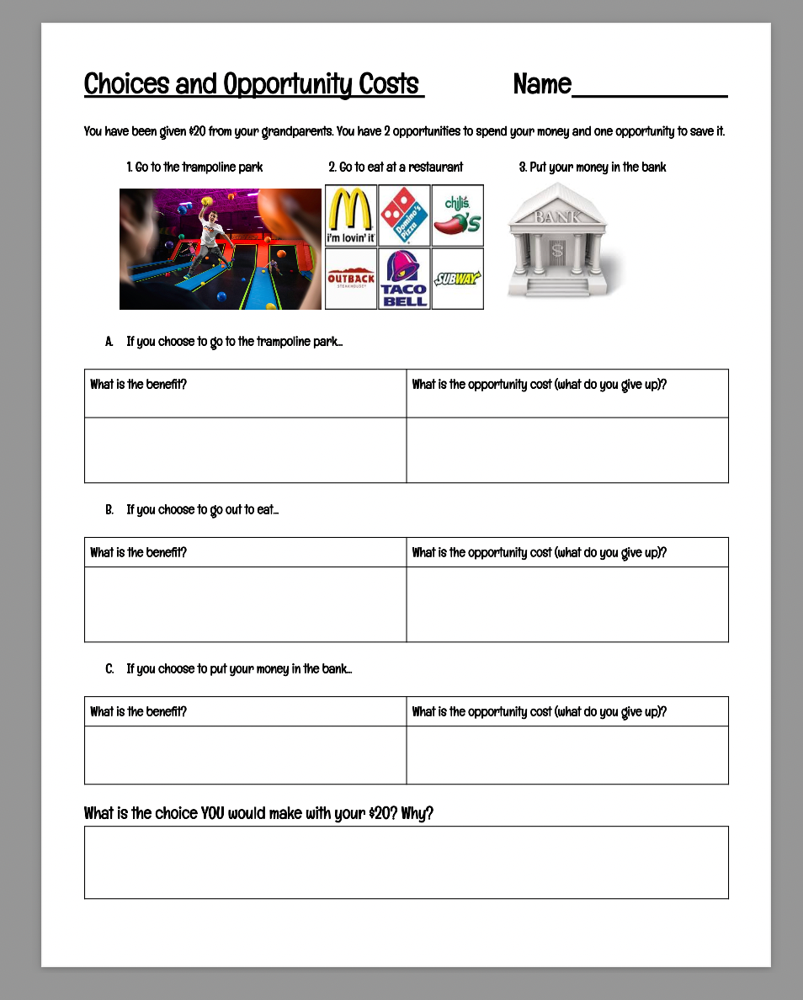 Choices and Opportunity Costs Name
You have been given $20 from your grandparents. You have 2 opportunities to spend your money and one opportunity to save it.
1. Go to the trampoline park 2. Go to eat at a restaurant 3. Put your money in the bank
i'm lovin' it
Domino's Pizza
chili's
'S
BANK
$
OUTBACK
STEAKHOUSE
TACO
BELL
SUBWAY
A. If you choose to go to the trampoline park...
What is the benefit? What is the opportunity cost (what do you give up)?
B. If you choose to go out to eat...
What is the benefit? What is the opportunity cost (what do you give up)?
C. If you choose to put your money in the bank...
What is the benefit? What is the opportunity cost (what do you give up)?
What is the choice YOU would make with your $20? Why?